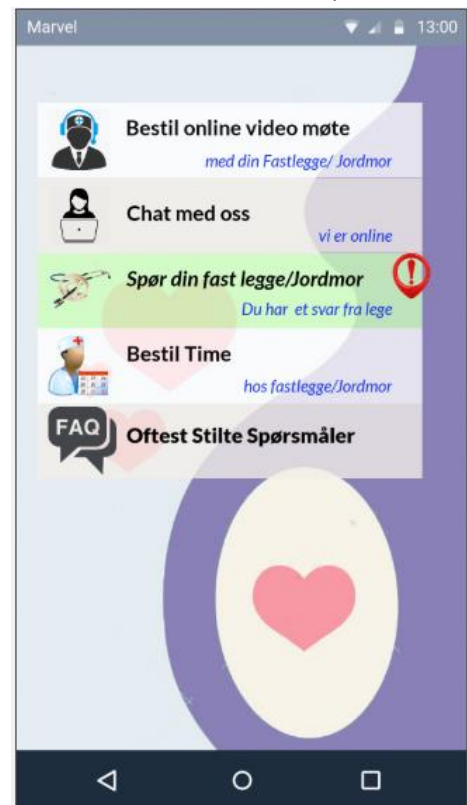 Marvel 13:00
Bestil online video møte
med din Fastlegge/ Jordmor
Chat med oss
vi er online
Spør din fast legge/Jordmor
Du har et svar fra lege
Bestil Time
hos fastlegge/Jordmor
FAQ
Oftest Stilte Spørsmåler